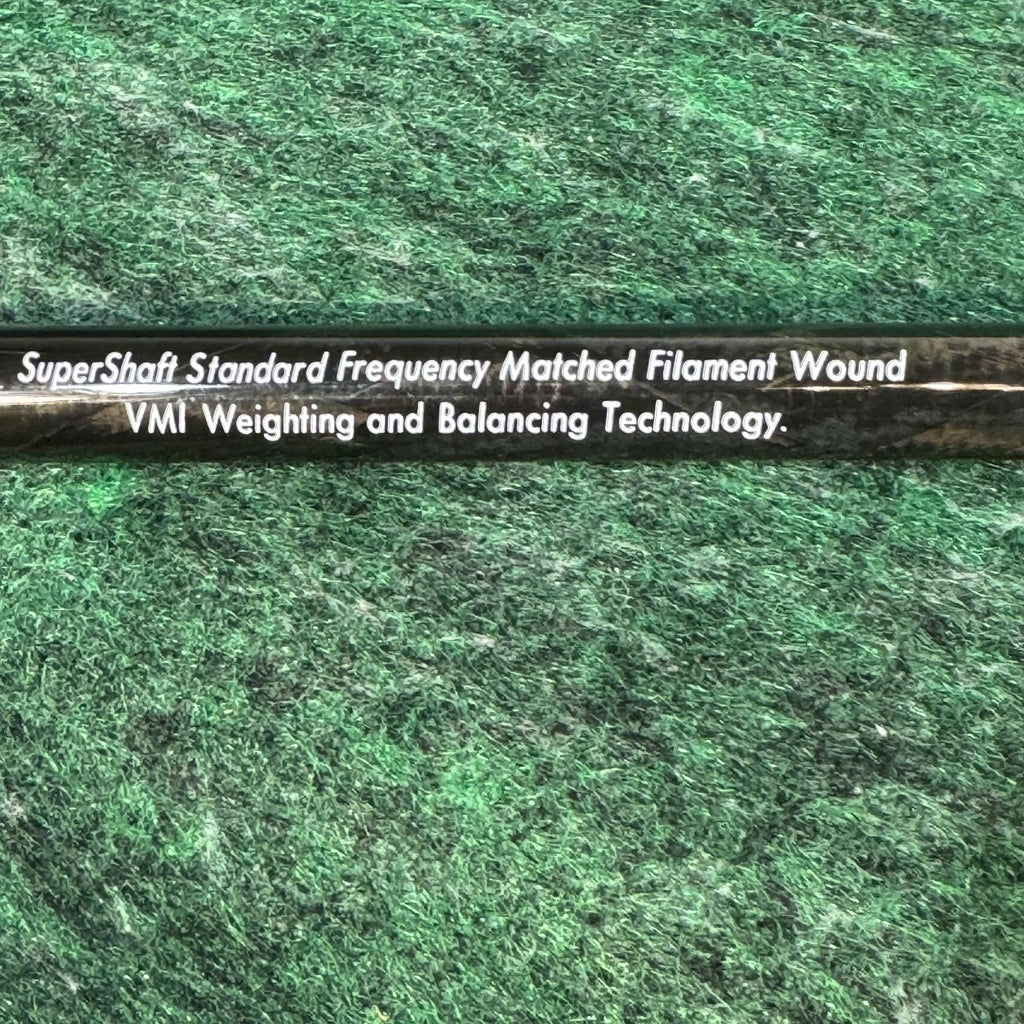 SuperShaft Standard Frequency Matched Filament Wound
VMI Weighting and Balancing Technology.